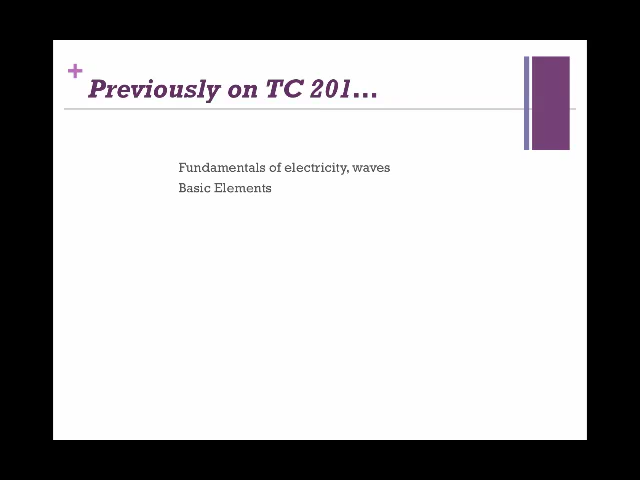 +
Previously on TC 201...
Fundamentals of electricity, waves
Basic Elements